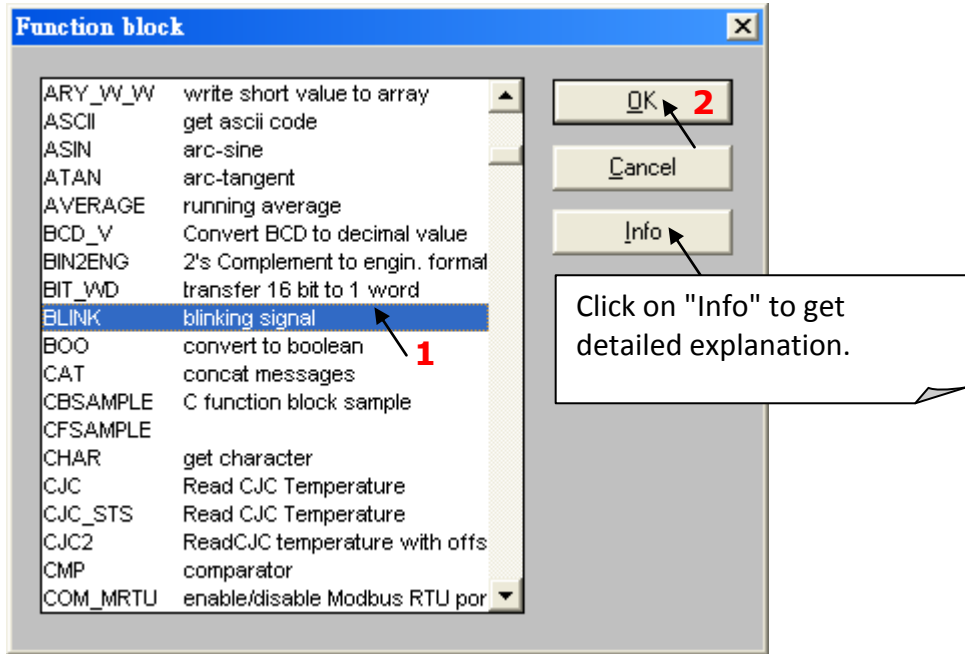 Function block
ARY_W_W write short value to array
ASCII get ascii code
ASIN arc-sine
ATAN arc-tangent
AVERAGE running average
BCD_V Convert BCD to decimal value
BIN2ENG 2's Complement to engin. format
BIT_WD transfer 16 bit to 1 word
BLINK blinking signal
BOO convert to boolean
CAT concat messages
CBSAMPLE C function block sample
CFSAMPLE
CHAR get character
CJC Read CJC Temperature
CJC_STS Read CJC Temperature
CJC2 ReadCJC temperature with offs
CMP comparator
COM_MRTU enable/disable Modbus RTU por
1
OK 2
Cancel
Info
Click on "Info" to get
detailed explanation.